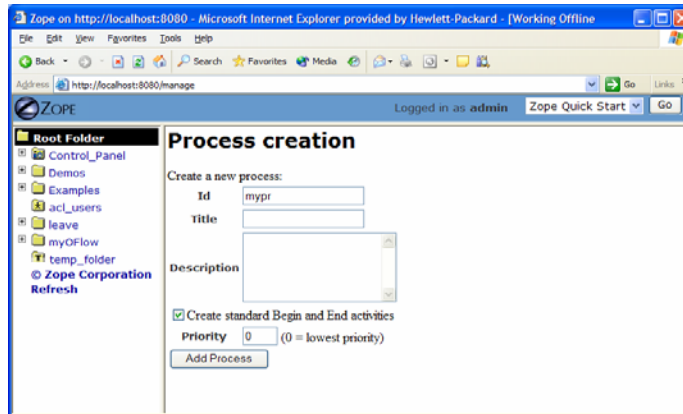 Zope on http://localhost:8080 - Microsoft Internet Explorer provided by Hewlett-Packard - [Working Offline
File Edit View Favorites Tools Help
Back Search Favorites Media
Address http://localhost:8080/manage Go Links
ZOPE Logged in as admin Zope Quick Start Go
Root Folder
Control_Panel
Demos
Examples
acl_users
leave
myOFlow
temp_folder
© Zope Corporation
Refresh
Process creation
Create a new process:
Id mypr
Title
Description
Create standard Begin and End activities
Priority 0 (0 = lowest priority)
Add Process